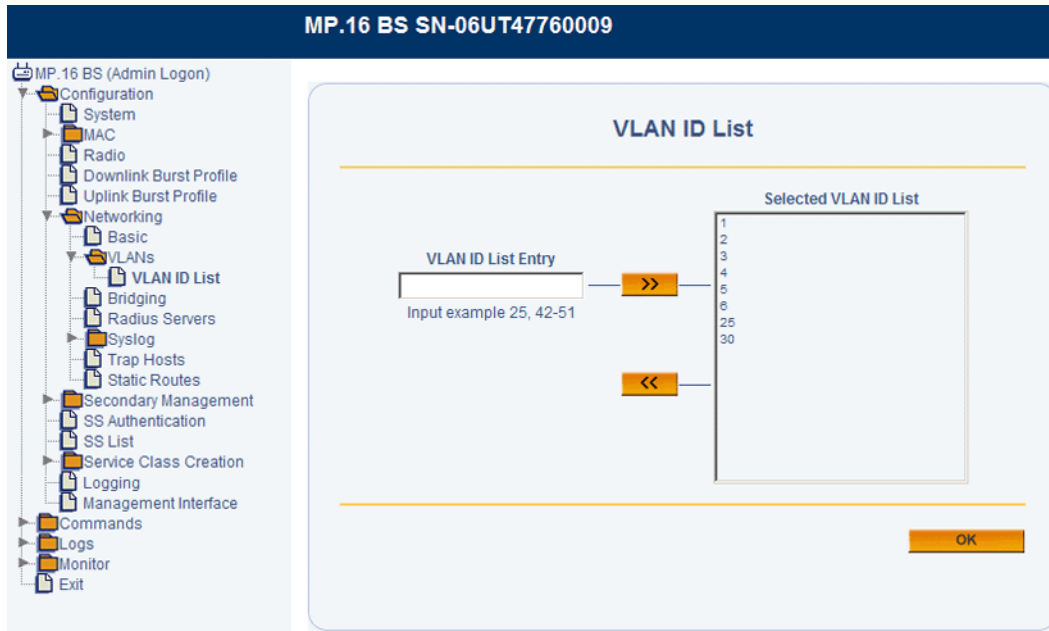 MP.16 BS SN-06UT47760009
MP.16 BS (Admin Logon)
Configuration
System
MAC
Radio
Downlink Burst Profile
Uplink Burst Profile
Networking
Basic
VLANs
VLAN ID List
Bridging
Radius Servers
Syslog
Trap Hosts
Static Routes
Secondary Management
SS Authentication
SS List
Service Class Creation
Logging
Management Interface
Commands
Logs
Monitor
Exit
VLAN ID List
VLAN ID List Entry
Input example 25, 42-51
>>
<<
Selected VLAN ID List
1
2
3
4
5
6
25
30
OK